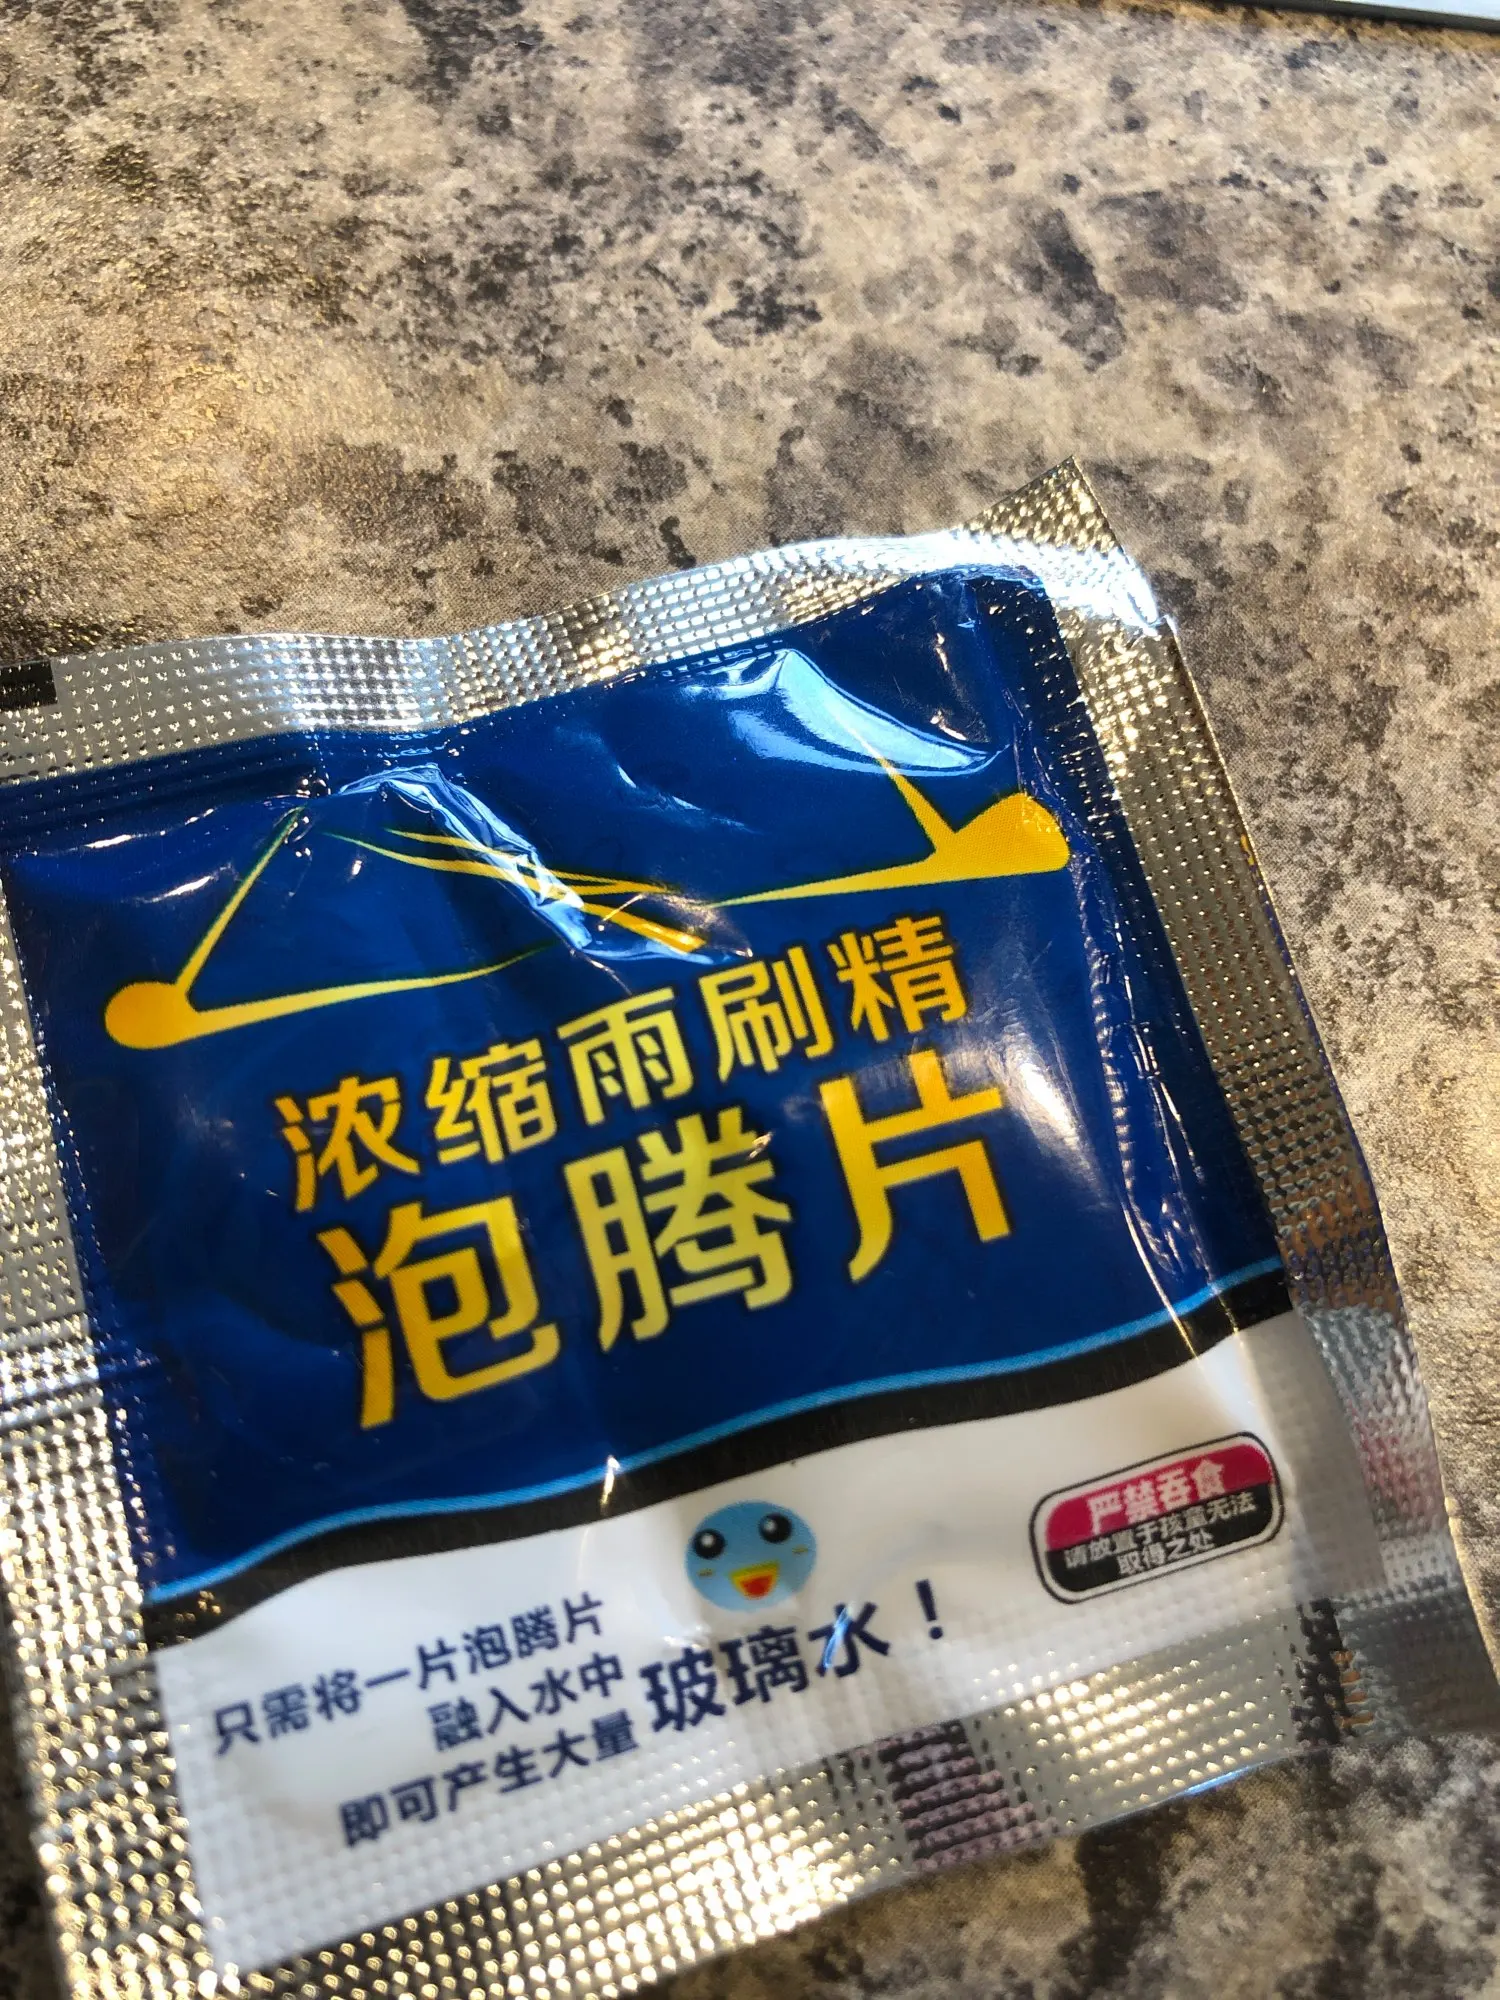 浓缩雨刷精
泡腾片
严禁吞食
请放置于孩童无法
取得之处
只需将一片泡腾片
融入水中
即可产生大量
玻璃水！